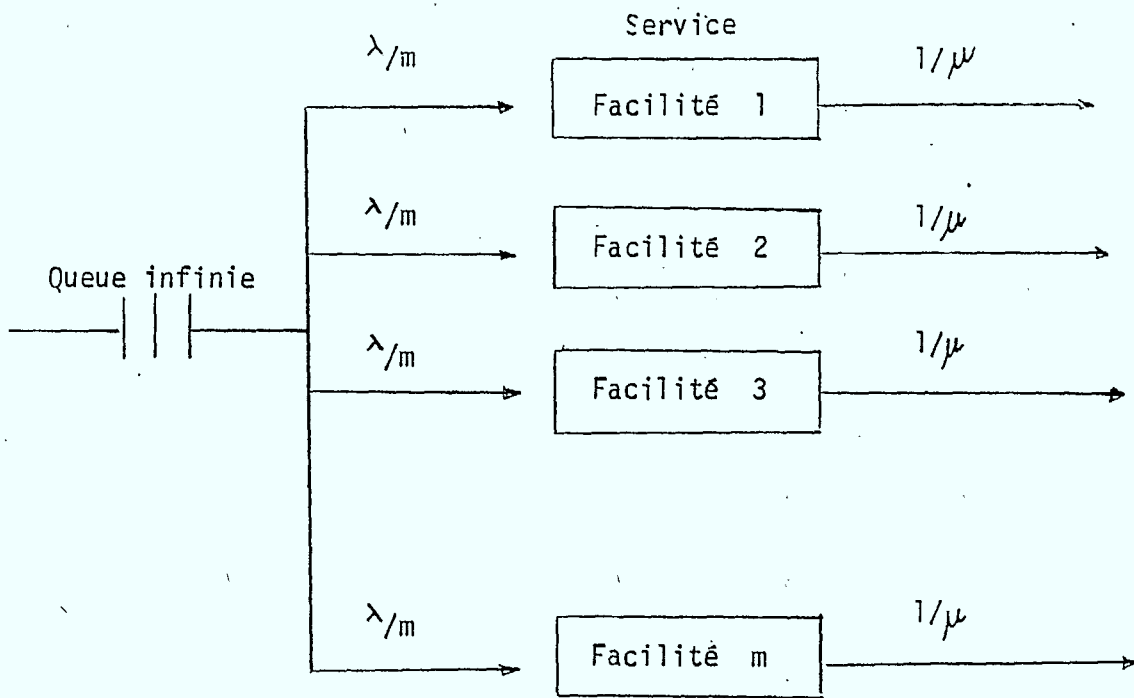 Service
λ/m
Facilité 1
1/μ
λ/m
Facilité 2
1/μ
Queue infinie
λ/m
Facilité 3
1/μ
λ/m
Facilité m
1/μ